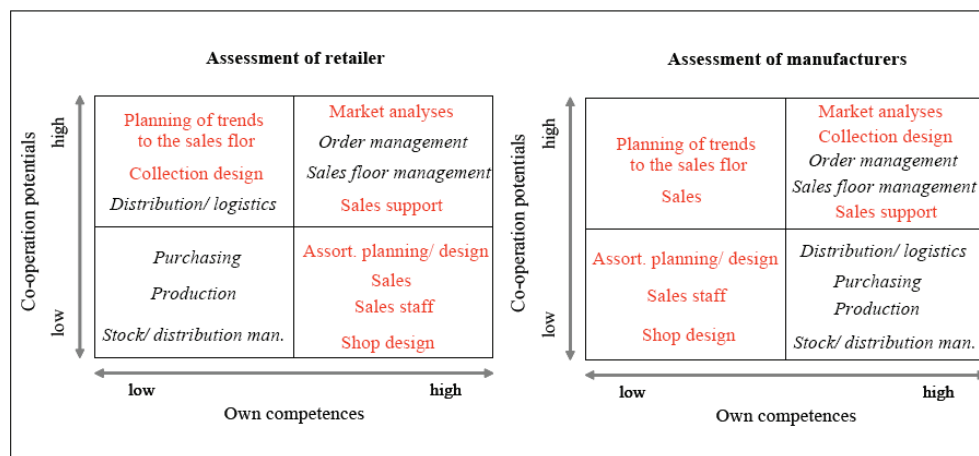 Assessment of retailer
Co-operation potentials
high
low
Planning of trends
to the sales flor
Collection design
Distribution/ logistics
Market analyses
Order management
Sales floor management
Sales support
Purchasing
Production
Stock/ distribution man.
Assort. planning/ design
Sales
Sales staff
Shop design
low
high
Own competences
Assessment of manufacturers
Co-operation potentials
high
low
Planning of trends
to the sales flor
Sales
Market analyses
Collection design
Order management
Sales floor management
Sales support
Assort. planning/ design
Sales staff
Shop design
Distribution/ logistics
Purchasing
Production
Stock/ distribution man.
low
high
Own competences